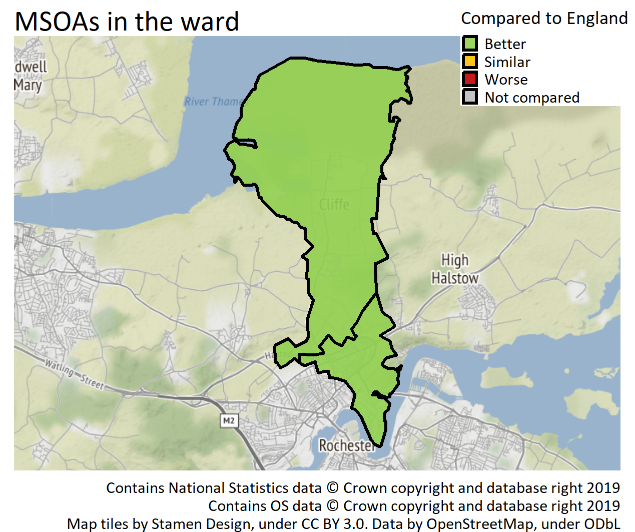 MSOAs in the ward
Compared to England
Better
Similar
Worse
Not compared
dwell
Mary
River Tham
Cliffe
High
Halstow
Watling-Street
M2
Rochester
Contains National Statistics data © Crown copyright and database right 2019
Contains OS data © Crown copyright and database right 2019
Map tiles by Stamen Design, under CC BY 3.0. Data by OpenStreetMap, under ODbL